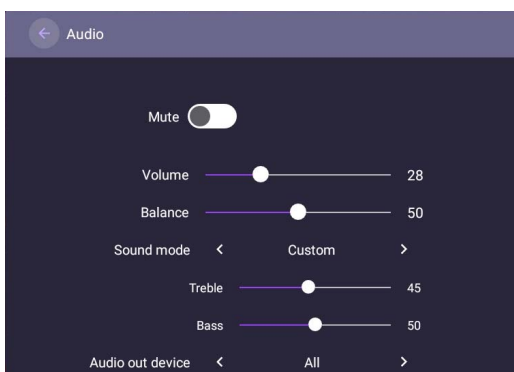 Audio
Mute
Volume 28
Balance 50
Sound mode < Custom >
Treble 45
Bass 50
Audio out device < All >